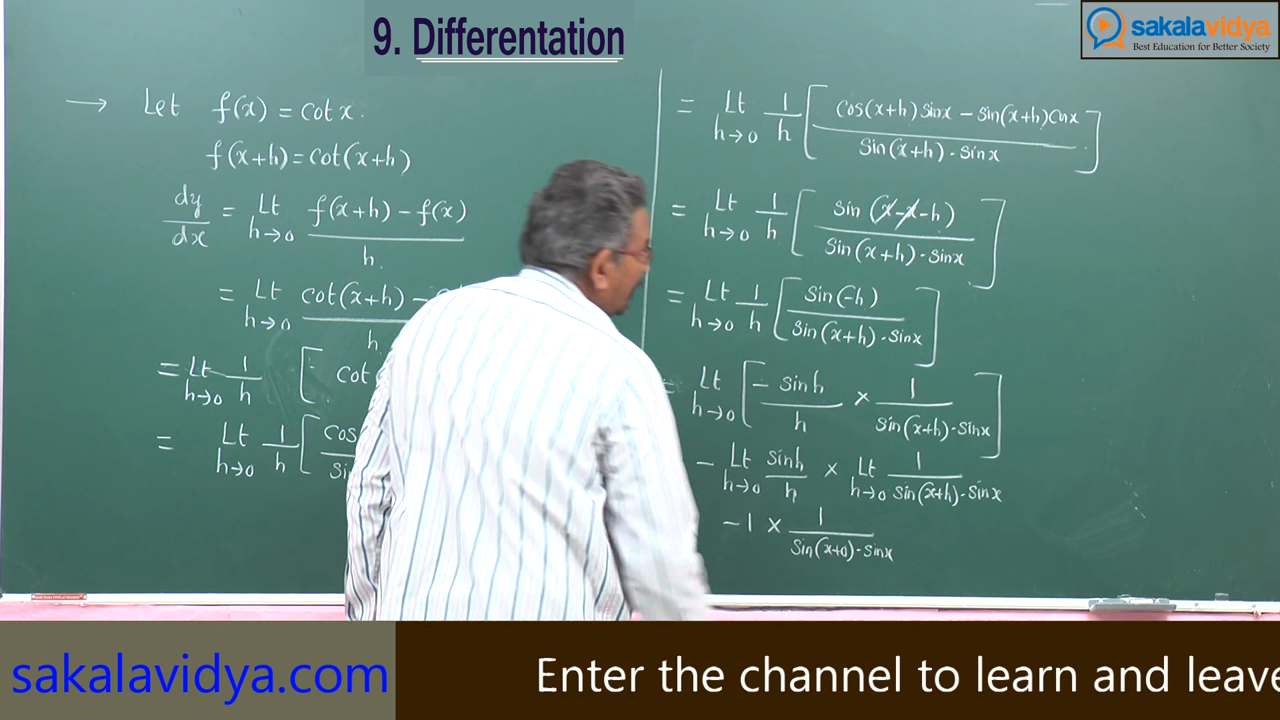 9. Differentation
sakalavidya
Best Education for Better Society
→ Let f(x) = cot x.
f(x+h) = cot(x+h)
dy/dx = Lt h→0 f(x+h) - f(x) / h.
= Lt h→0 cot(x+h) - / h
= Lt h→0 1/h [ cot
= Lt h→0 1/h [ cos / sin
= Lt h→0 1/h [ cos(x+h) sinx - sin(x+h) cosx / sin(x+h) · sinx ]
= Lt h→0 1/h [ sin (x-x-h) / sin(x+h) · sinx ]
= Lt h→0 1/h [ sin(-h) / sin(x+h) · sinx ]
= Lt h→0 [ - sinh / h × 1 / sin(x+h) · sinx ]
- Lt h→0 sinh / h × Lt h→0 1 / sin(x+h) · sinx
-1 × 1 / sin(x+0) · sinx
sakalavidya.com
Enter the channel to learn and leave